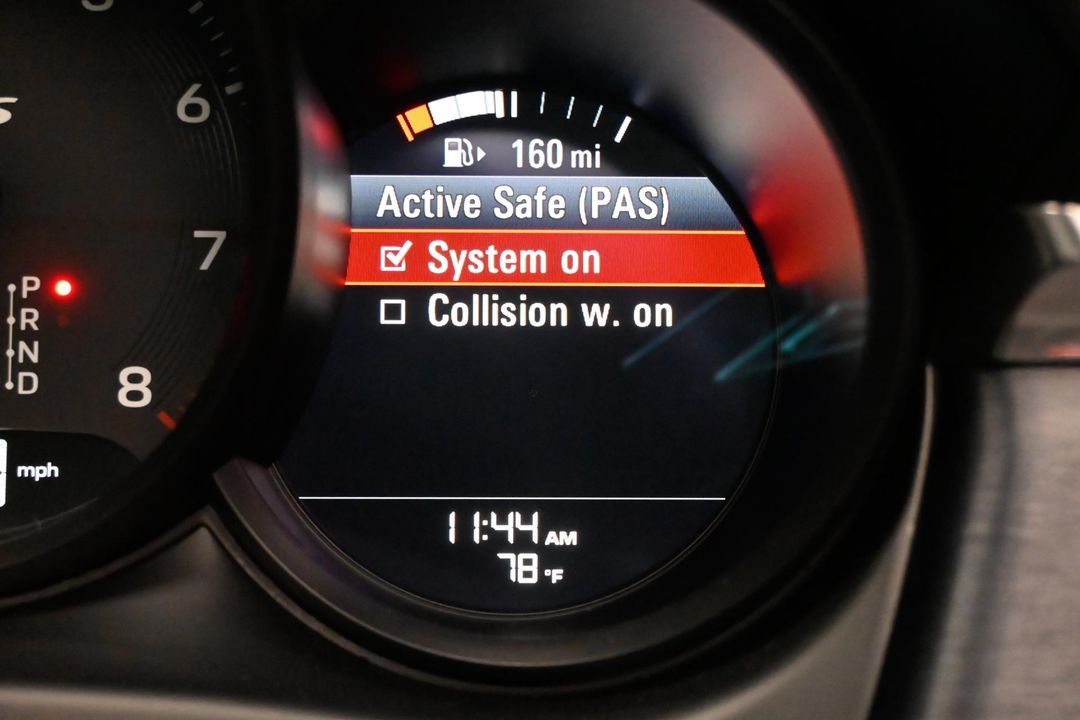 6
7
8
P
R
N
D
mph
160 mi
Active Safe (PAS)
System on
Collision w. on
11:44 AM
78 °F